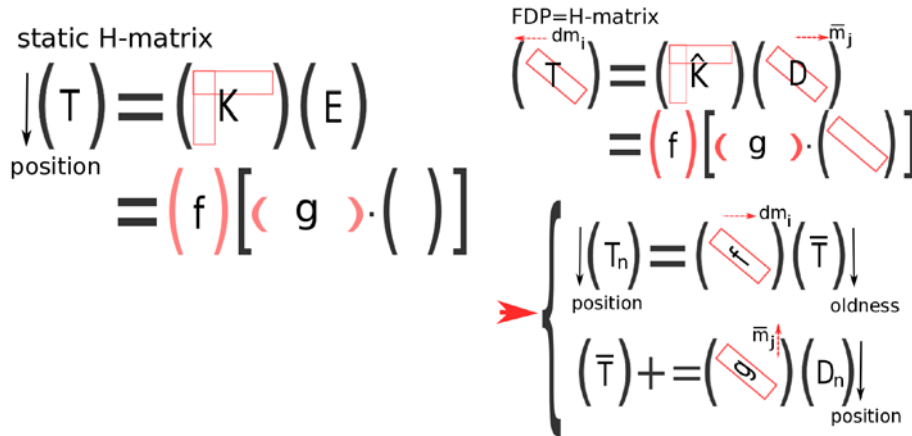 static H-matrix
(T) = (K)(E)
position
= (f)[( g )·( )]
FDP=H-matrix
dm_i m̅_j
(T) = (K̂)(D)
= (f)[( g )·( )]
dm_i
(T_n) = (f)(T̅)
position oldness
m̅_j
(T̅) + = (g)(D_n)
position